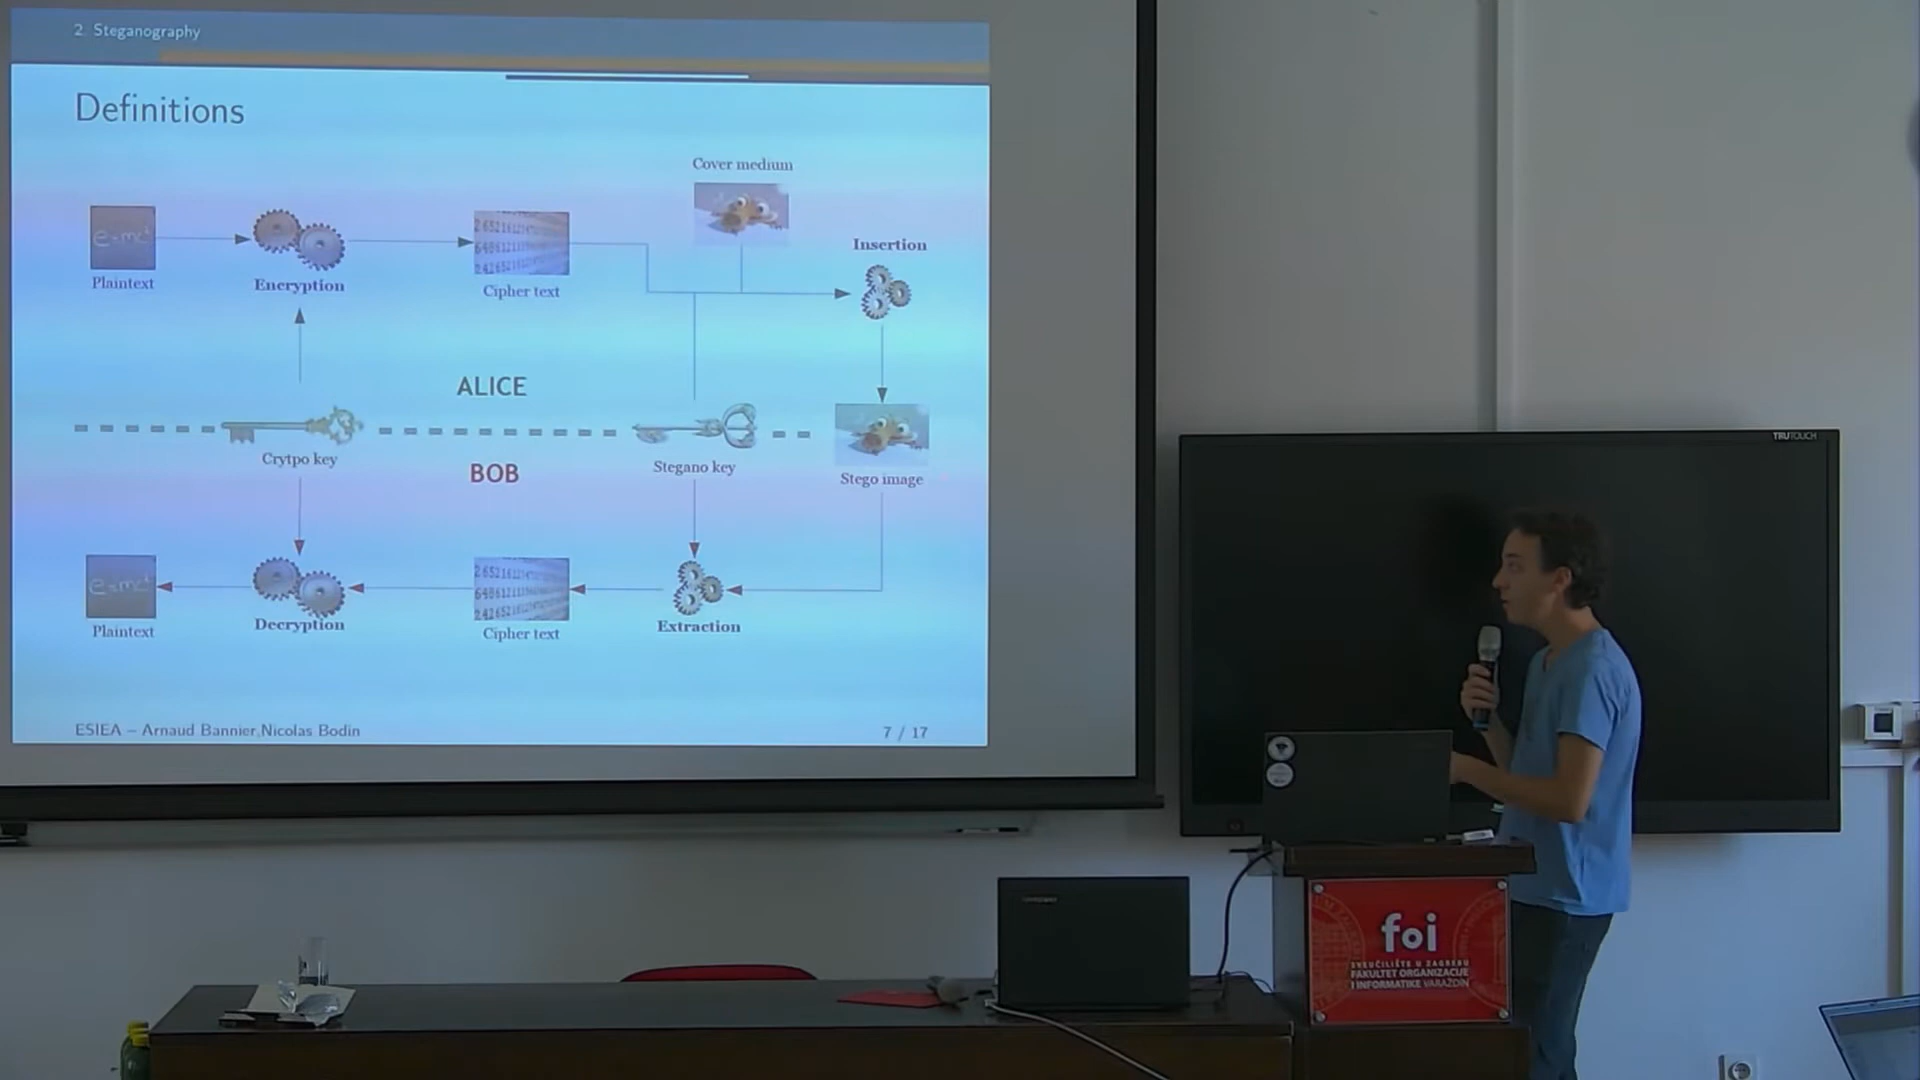 2 Steganography
Definitions
Cover medium
Insertion
e=mc²
Plaintext
Encryption
Cipher text
ALICE
Crytpo key
BOB
Stegano key
Stego image
e=mc²
Plaintext
Decryption
Cipher text
Extraction
ESIEA – Arnaud Bannier,Nicolas Bodin
7 / 17
TRUTOUCH
foi
SVEUČILIŠTE U ZAGREBU
FAKULTET ORGANIZACIJE
I INFORMATIKE VARAŽDIN